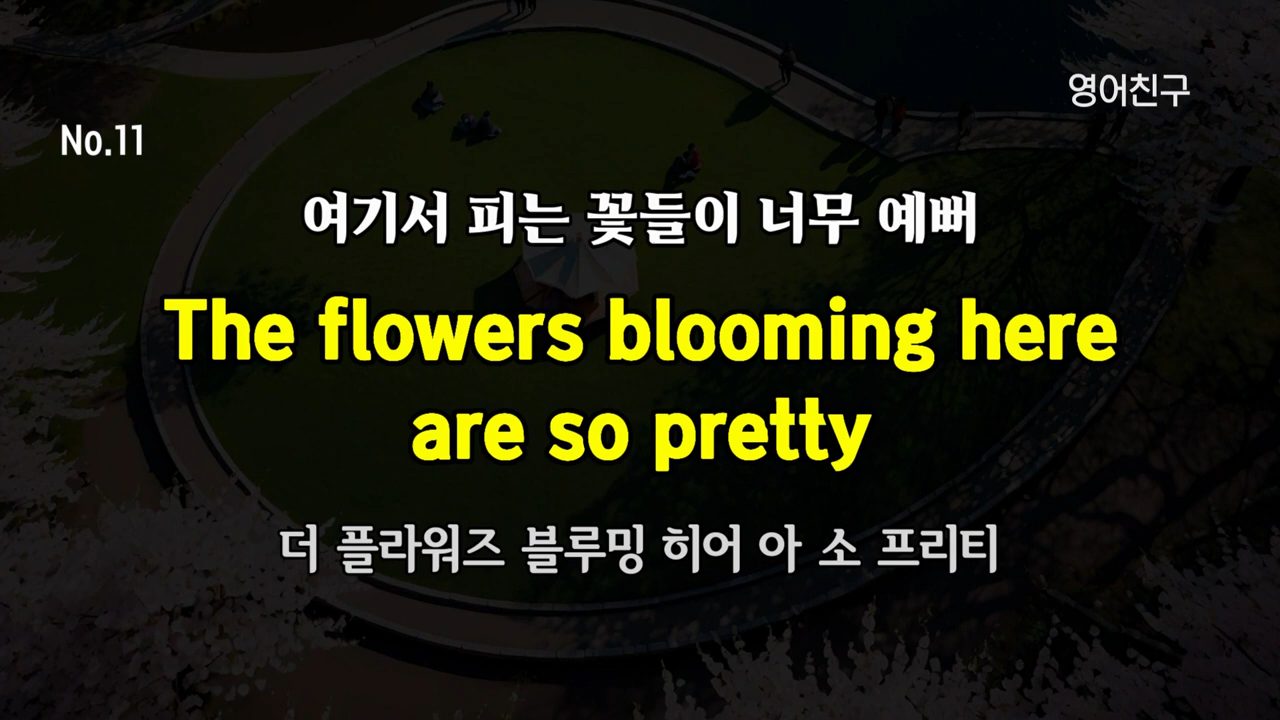 영어친구
No.11
여기서 피는 꽃들이 너무 예뻐
The flowers blooming here
are so pretty
더 플라워즈 블루밍 히어 아 소 프리티